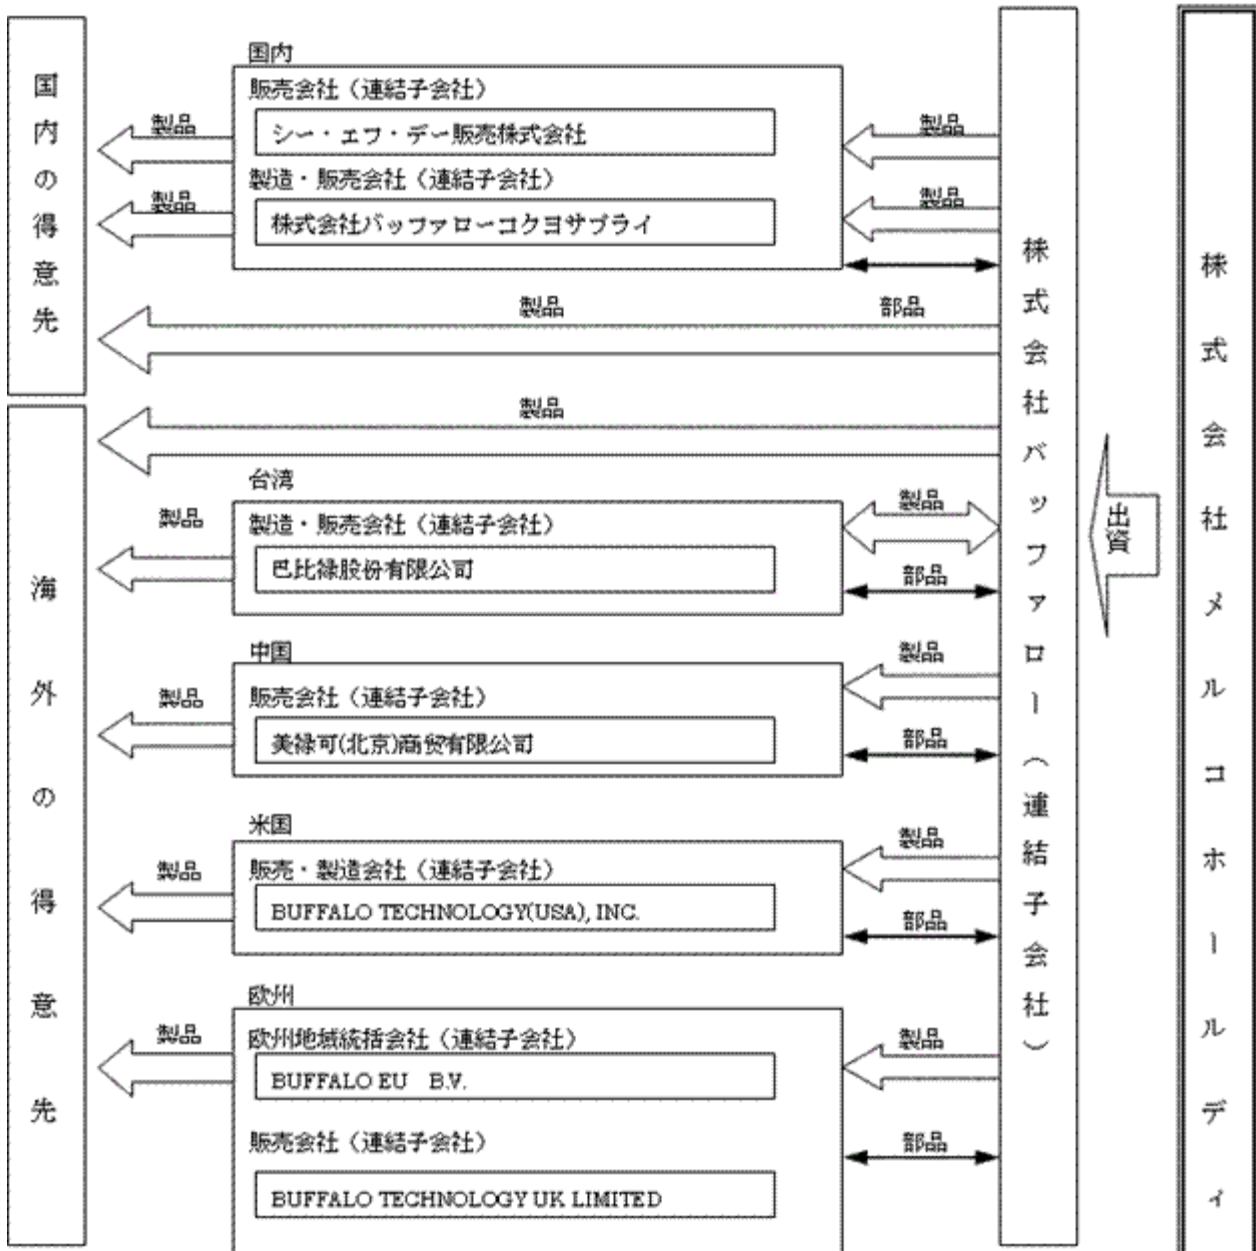 国内の得意先
国内
販売会社（連結子会社）
シー・エフ・デー販売株式会社
製造・販売会社（連結子会社）
株式会社バッファローコクヨサプライ
製品
製品
製品
製品
製品
部品
海外の得意先
製品
台湾
製造・販売会社（連結子会社）
巴比禄股份有限公司
製品
製品
部品
中国
販売会社（連結子会社）
美禄可(北京)商贸有限公司
製品
製品
部品
米国
販売・製造会社（連結子会社）
BUFFALO TECHNOLOGY(USA), INC.
製品
製品
部品
欧州
欧州地域統括会社（連結子会社）
BUFFALO EU B.V.
販売会社（連結子会社）
BUFFALO TECHNOLOGY UK LIMITED
製品
製品
部品
株式会社バッファロー（連結子会社）
出資
株式会社メルコホールディ